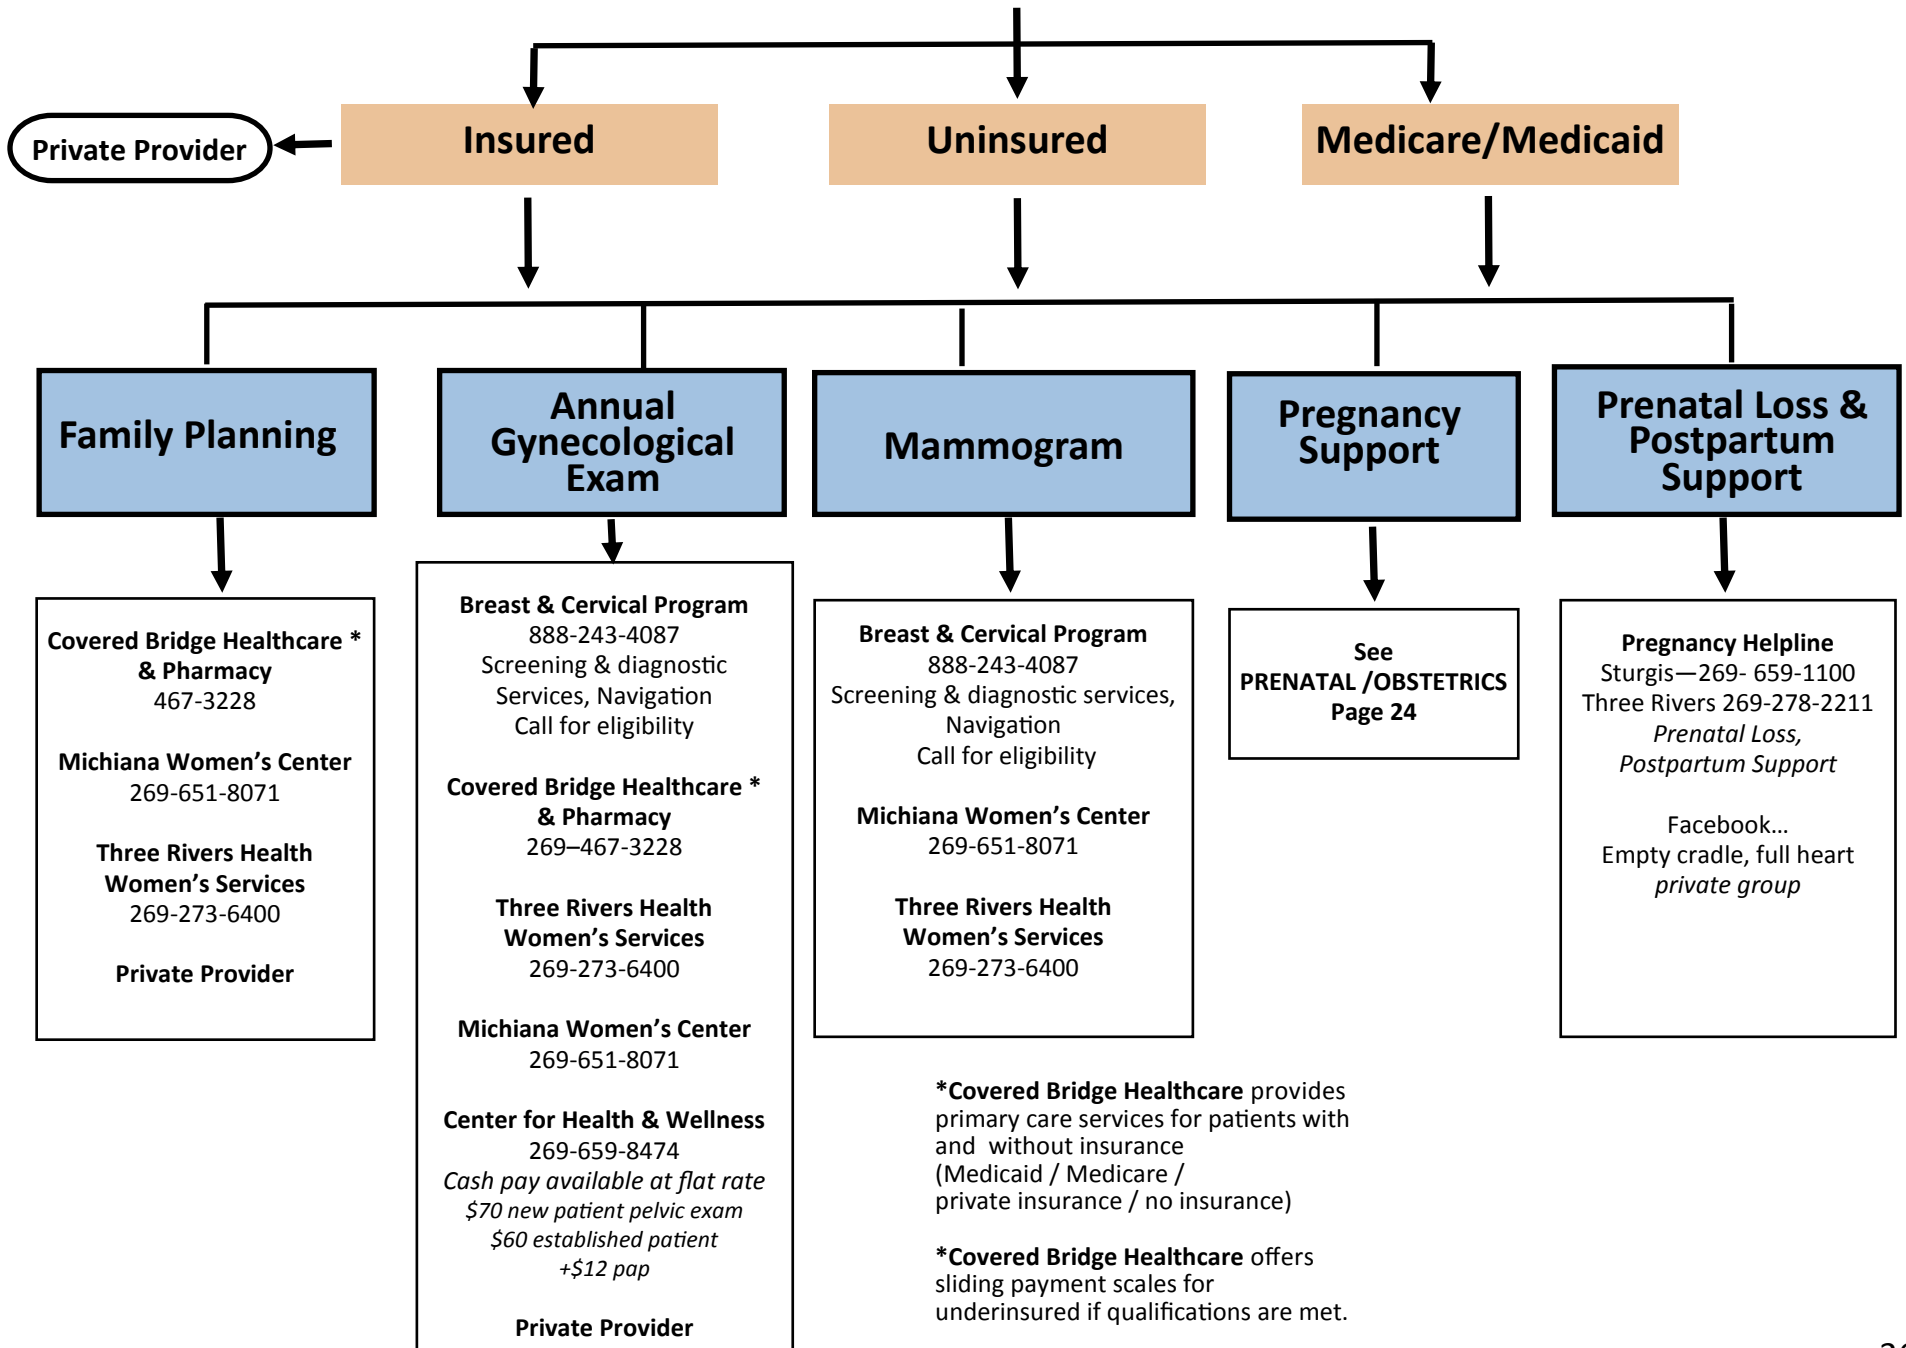 Private Provider
Insured
Uninsured
Medicare/Medicaid
Family Planning
Annual
Gynecological
Exam
Mammogram
Pregnancy
Support
Prenatal Loss &
Postpartum
Support
Covered Bridge Healthcare *
& Pharmacy
467-3228
Michiana Women’s Center
269-651-8071
Three Rivers Health
Women’s Services
269-273-6400
Private Provider
Breast & Cervical Program
888-243-4087
Screening & diagnostic
Services, Navigation
Call for eligibility
Covered Bridge Healthcare *
& Pharmacy
269–467-3228
Three Rivers Health
Women’s Services
269-273-6400
Michiana Women’s Center
269-651-8071
Center for Health & Wellness
269-659-8474
Cash pay available at flat rate
$70 new patient pelvic exam
$60 established patient
+$12 pap
Private Provider
Breast & Cervical Program
888-243-4087
Screening & diagnostic services,
Navigation
Call for eligibility
Michiana Women’s Center
269-651-8071
Three Rivers Health
Women’s Services
269-273-6400
See
PRENATAL /OBSTETRICS
Page 24
Pregnancy Helpline
Sturgis—269- 659-1100
Three Rivers 269-278-2211
Prenatal Loss,
Postpartum Support
Facebook…
Empty cradle, full heart
private group
*Covered Bridge Healthcare provides
primary care services for patients with
and  without insurance
(Medicaid / Medicare /
private insurance / no insurance)
*Covered Bridge Healthcare offers
sliding payment scales for
underinsured if qualifications are met.